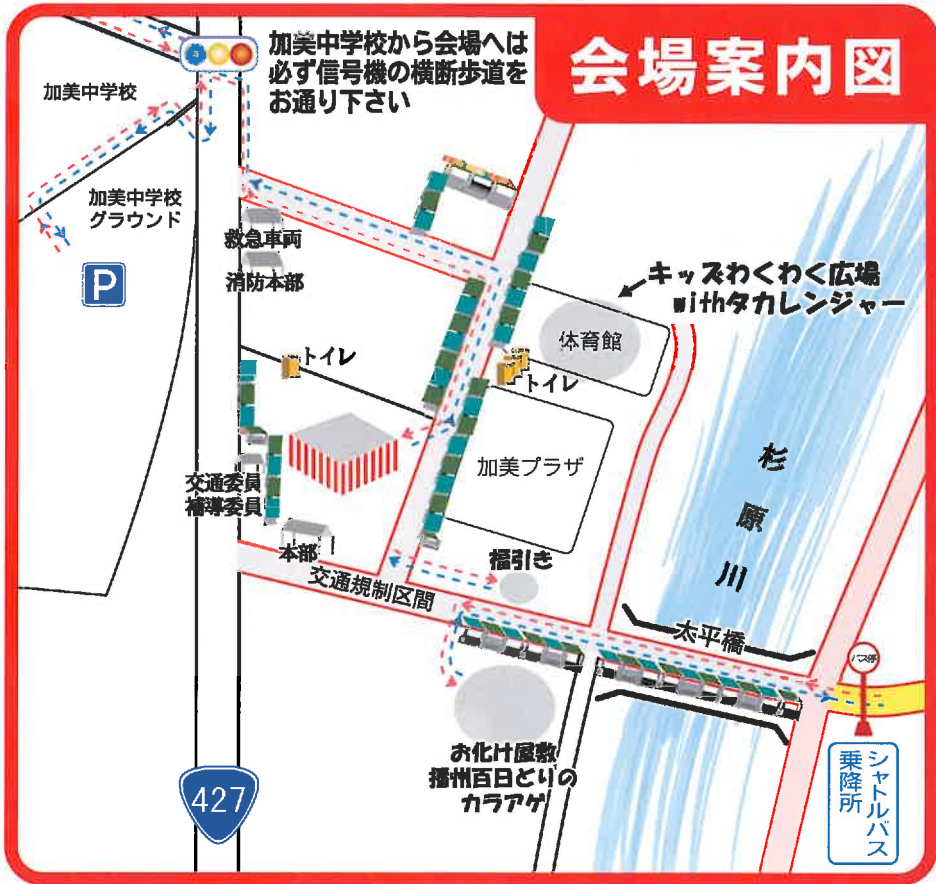 会場案内図
加美中学校から会場へは
必ず信号機の横断歩道を
お通り下さい
加美中学校
加美中学校
グラウンド
P
救急車両
消防本部
キッズわくわく広場
withタカレンジャー
体育館
トイレ
トイレ
加美プラザ
杉原川
交通委員
補導委員
本部
福引き
交通規制区間
太平橋
バス停
お化け屋敷
播州百日どりの
カラアゲ
シャトルバス
乗降所
427